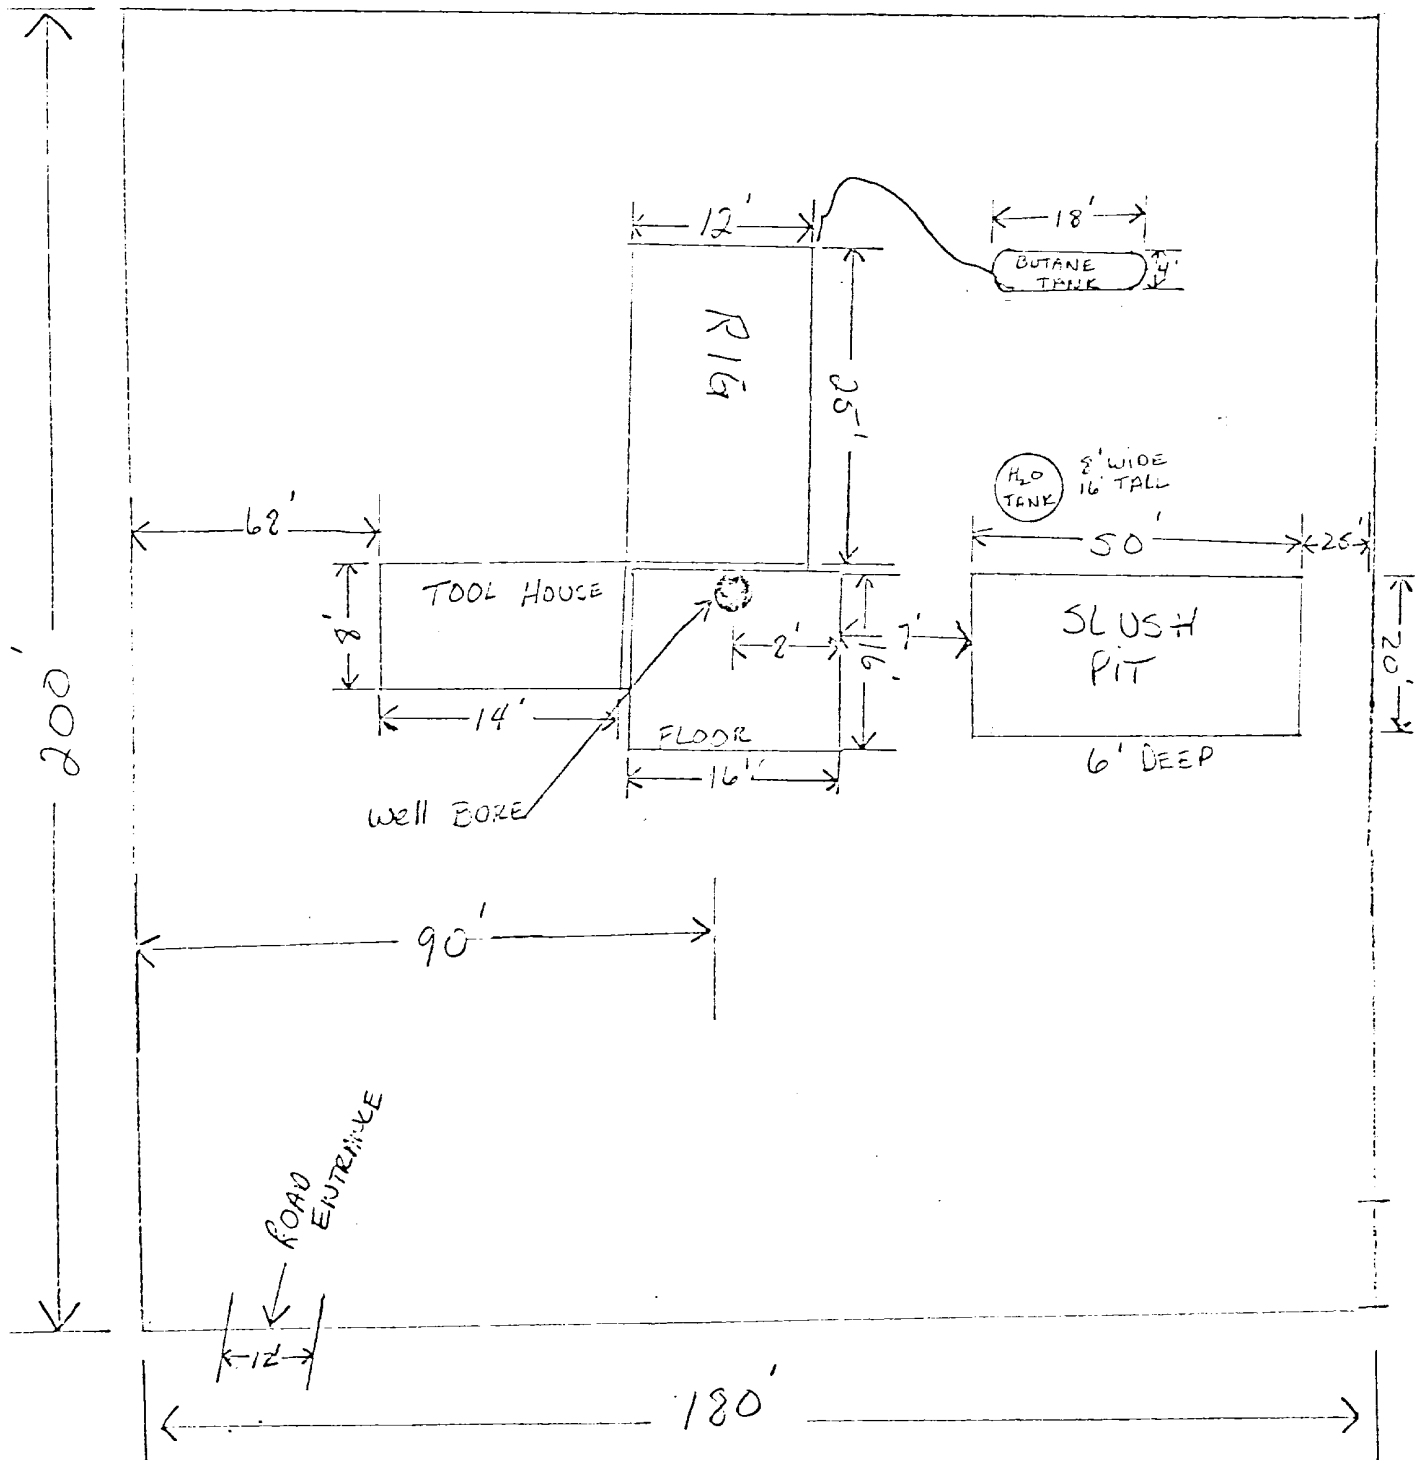 12'
18'
BUTANE
TANK
4'
RIG
25'
H2O
TANK
8' WIDE
16' TALL
62'
50'
25'
TOOL HOUSE
8'
2'
16'
7'
SLUSH
PIT
20'
200'
14'
FLOOR
16'
6' DEEP
Well BORE
90'
ROAD
ENTRANCE
12'
180'